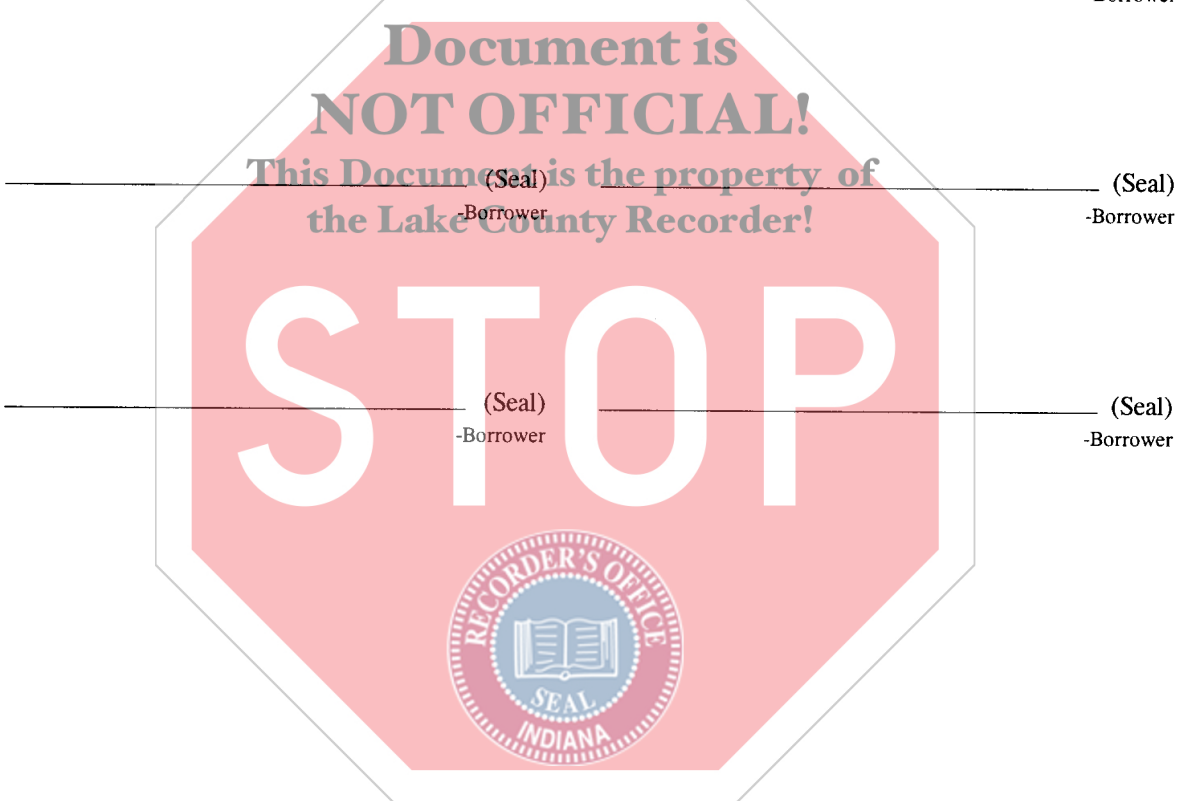 -Borrower
Document is
NOT OFFICIAL!
This Document is the property of
(Seal) (Seal)
the Lake County Recorder!
-Borrower -Borrower
STOP
(Seal) (Seal)
-Borrower -Borrower
RECORDER'S OFFICE
SEAL
INDIANA